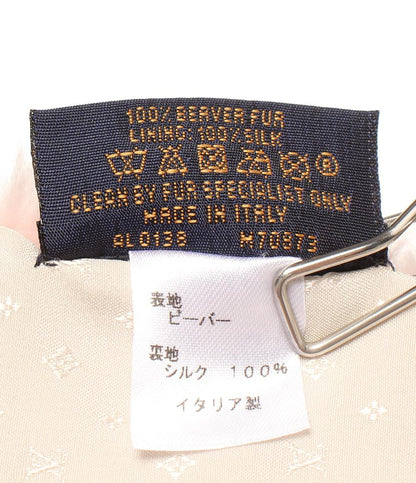 100% BEAVER FUR
LINING: 100% SILK
CLEAN BY FUR SPECIALIST ONLY
MADE IN ITALY
AL0138 M70973
表地
ビーバー
裏地
シルク 100%
イタリア製